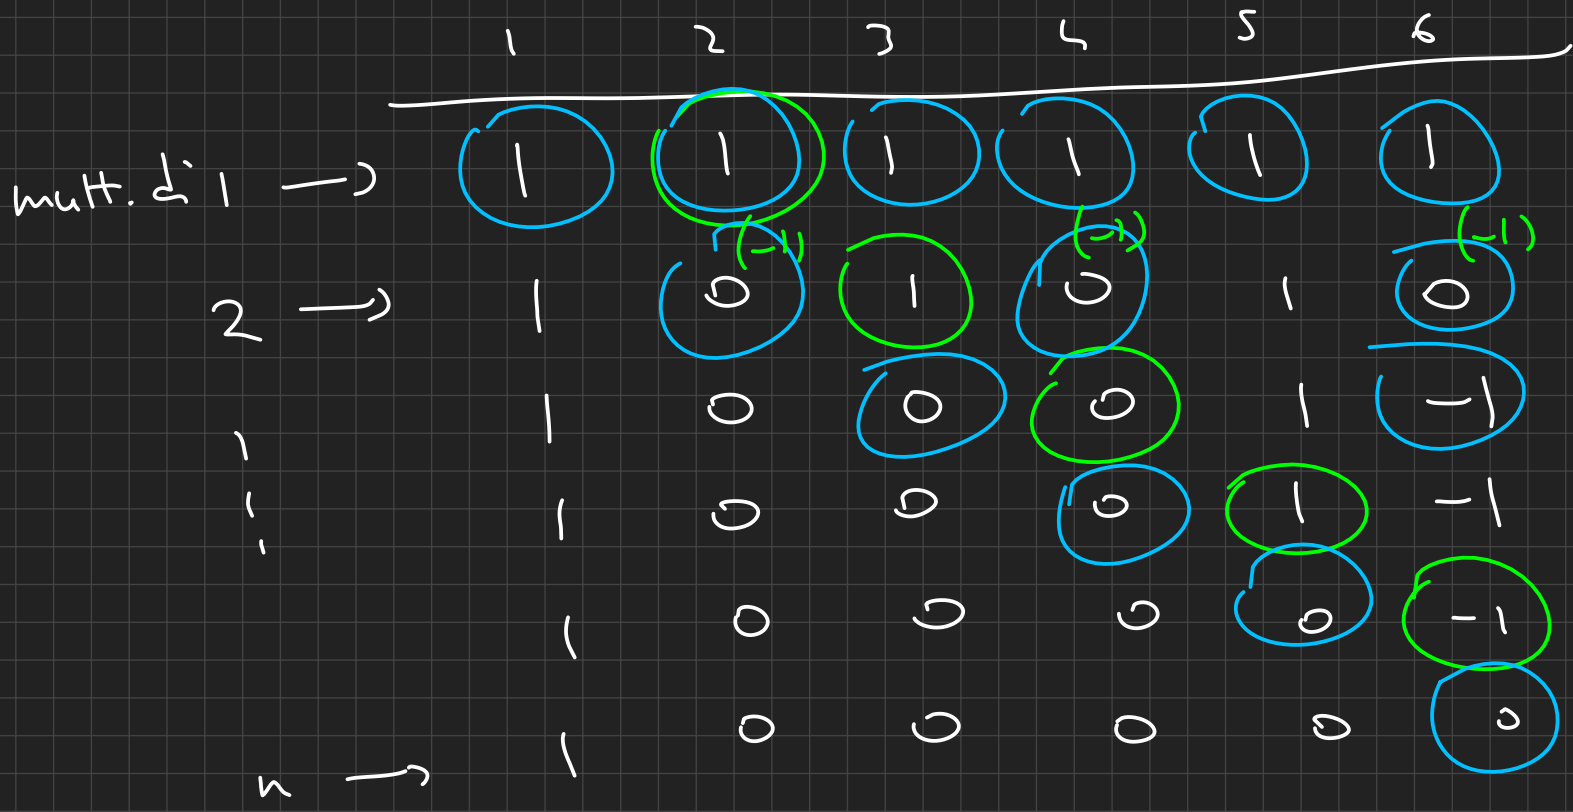 1 2 3 4 5 6
mult. di 1 → 1 1 1 1 1 1
(-1) (-1) (-1)
2 → 1 0 1 0 1 0
1 0 0 0 1 -1
1 0 0 0 1 -1
1 0 0 0 0 -1
1 0 0 0 0 0
n →